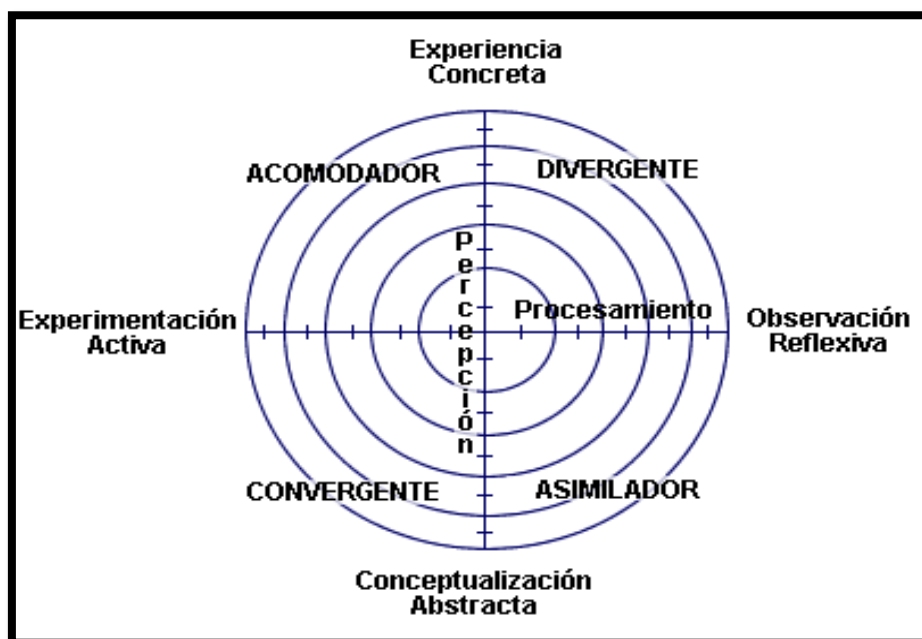 Experiencia
Concreta
ACOMODADOR
DIVERGENTE
Percepción
Procesamiento
Experimentación
Activa
Observación
Reflexiva
CONVERGENTE
ASIMILADOR
Conceptualización
Abstracta